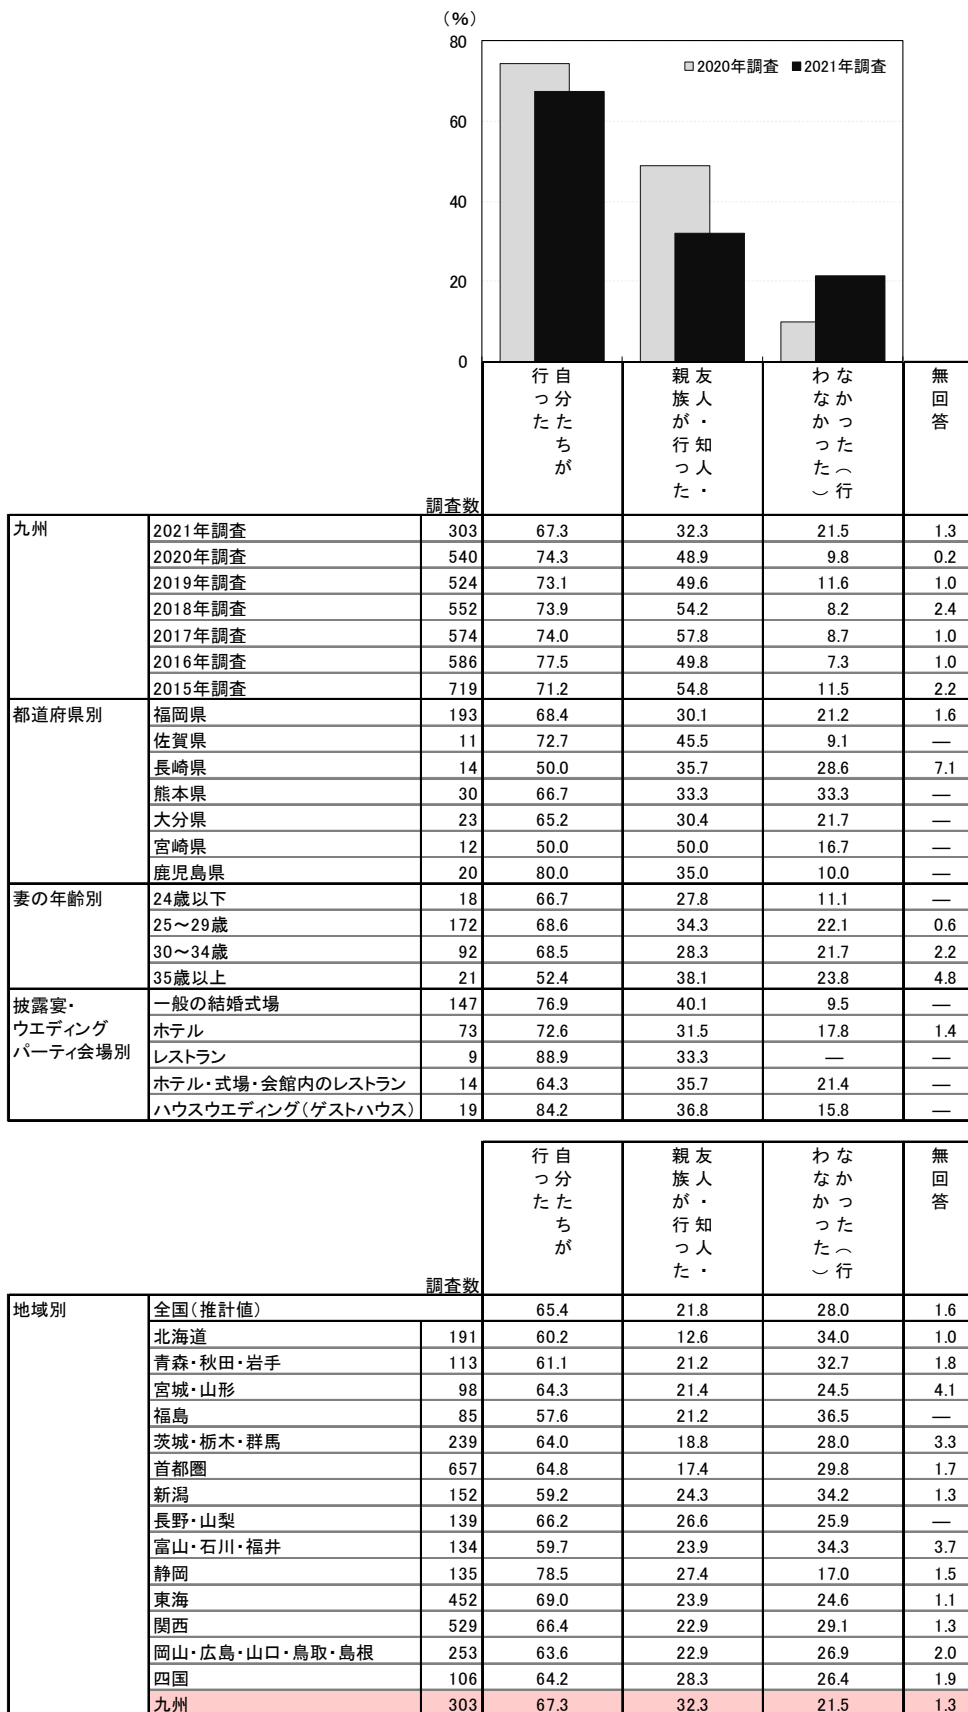 (%)
80
60
40
20
0
2020年調査 2021年調査
調査数 自分たちが行った 友人・知人・親族が行った なかった(行わなかった) 無回答
九州 2021年調査 303 67.3 32.3 21.5 1.3
2020年調査 540 74.3 48.9 9.8 0.2
2019年調査 524 73.1 49.6 11.6 1.0
2018年調査 552 73.9 54.2 8.2 2.4
2017年調査 574 74.0 57.8 8.7 1.0
2016年調査 586 77.5 49.8 7.3 1.0
2015年調査 719 71.2 54.8 11.5 2.2
都道府県別 福岡県 193 68.4 30.1 21.2 1.6
佐賀県 11 72.7 45.5 9.1 ―
長崎県 14 50.0 35.7 28.6 7.1
熊本県 30 66.7 33.3 33.3 ―
大分県 23 65.2 30.4 21.7 ―
宮崎県 12 50.0 50.0 16.7 ―
鹿児島県 20 80.0 35.0 10.0 ―
妻の年齢別 24歳以下 18 66.7 27.8 11.1 ―
25～29歳 172 68.6 34.3 22.1 0.6
30～34歳 92 68.5 28.3 21.7 2.2
35歳以上 21 52.4 38.1 23.8 4.8
披露宴・ウエディングパーティ会場別 一般の結婚式場 147 76.9 40.1 9.5 ―
ホテル 73 72.6 31.5 17.8 1.4
レストラン 9 88.9 33.3 ― ―
ホテル・式場・会館内のレストラン 14 64.3 35.7 21.4 ―
ハウスウエディング(ゲストハウス) 19 84.2 36.8 15.8 ―
調査数 自分たちが行った 友人・知人・親族が行った なかった(行わなかった) 無回答
地域別 全国(推計値) 65.4 21.8 28.0 1.6
北海道 191 60.2 12.6 34.0 1.0
青森・秋田・岩手 113 61.1 21.2 32.7 1.8
宮城・山形 98 64.3 21.4 24.5 4.1
福島 85 57.6 21.2 36.5 ―
茨城・栃木・群馬 239 64.0 18.8 28.0 3.3
首都圏 657 64.8 17.4 29.8 1.7
新潟 152 59.2 24.3 34.2 1.3
長野・山梨 139 66.2 26.6 25.9 ―
富山・石川・福井 134 59.7 23.9 34.3 3.7
静岡 135 78.5 27.4 17.0 1.5
東海 452 69.0 23.9 24.6 1.1
関西 529 66.4 22.9 29.1 1.3
岡山・広島・山口・鳥取・島根 253 63.6 22.9 26.9 2.0
四国 106 64.2 28.3 26.4 1.9
九州 303 67.3 32.3 21.5 1.3